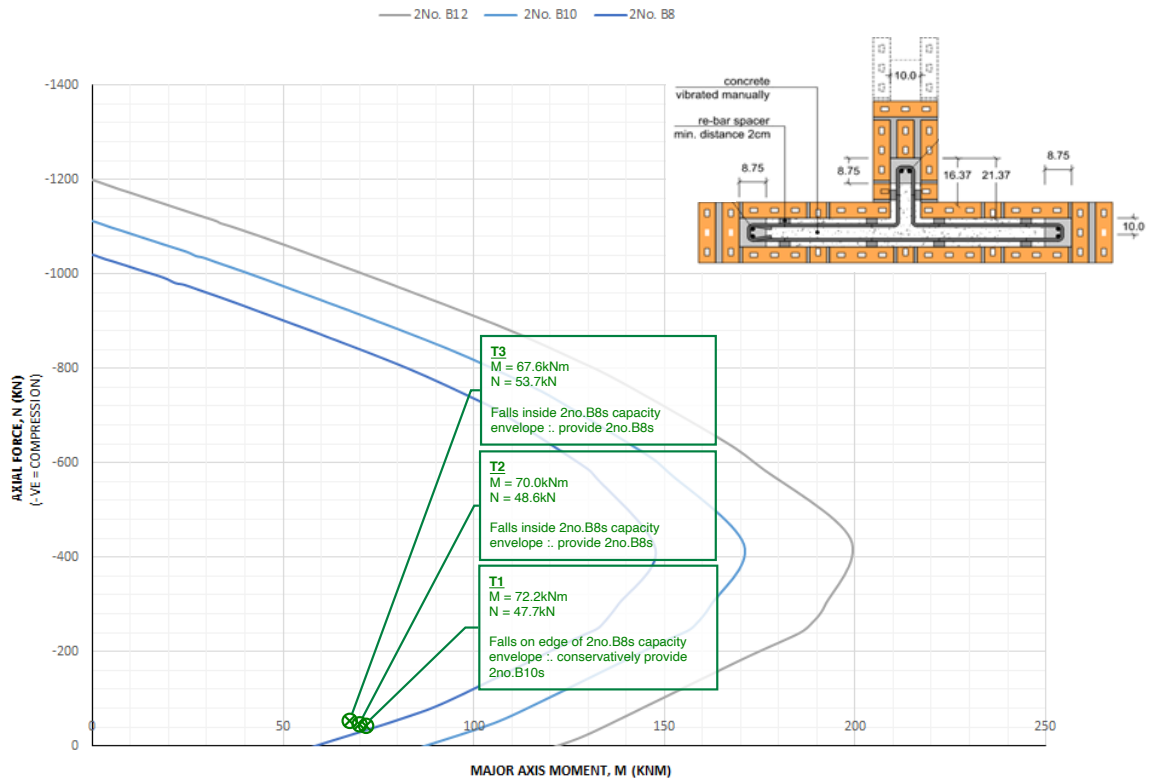 2No. B12 2No. B10 2No. B8
-1400
-1200
-1000
-800
-600
-400
-200
0
0 50 100 150 200 250
AXIAL FORCE, N (KN)
(-VE = COMPRESSION)
MAJOR AXIS MOMENT, M (KNM)
concrete
vibrated manually
re-bar spacer
min. distance 2cm
10.0
8.75
8.75
16.37
21.37
8.75
10.0
T3
M = 67.6kNm
N = 53.7kN
Falls inside 2no.B8s capacity
envelope :. provide 2no.B8s
T2
M = 70.0kNm
N = 48.6kN
Falls inside 2no.B8s capacity
envelope :. provide 2no.B8s
T1
M = 72.2kNm
N = 47.7kN
Falls on edge of 2no.B8s capacity
envelope :. conservatively provide
2no.B10s